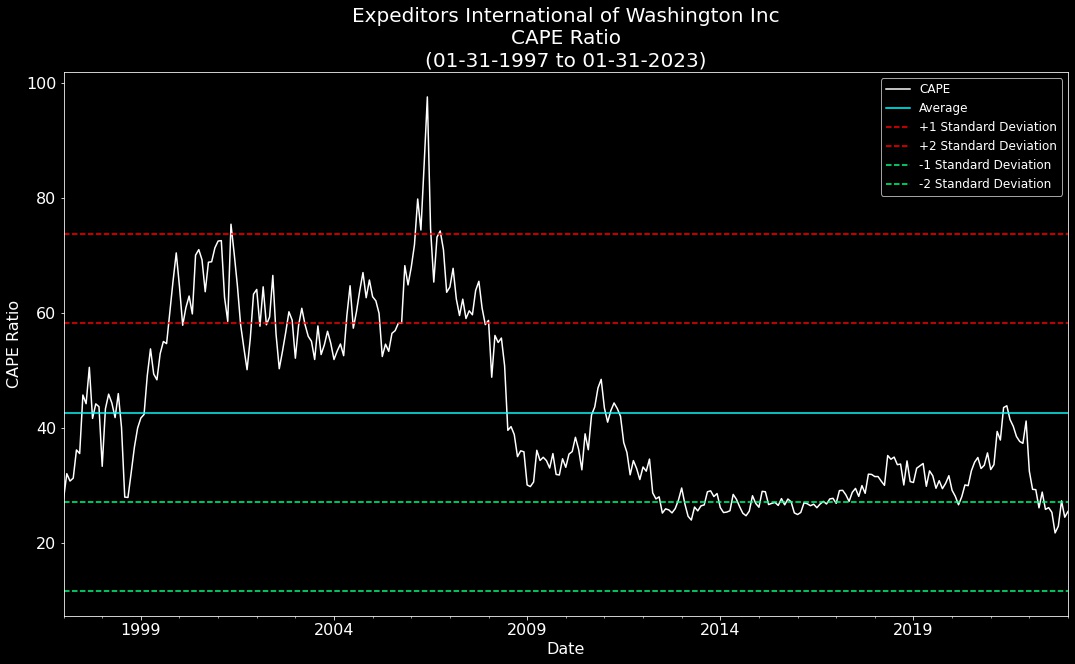 Expeditors International of Washington Inc
CAPE Ratio
(01-31-1997 to 01-31-2023)
CAPE
Average
+1 Standard Deviation
+2 Standard Deviation
-1 Standard Deviation
-2 Standard Deviation
CAPE Ratio
100
80
60
40
20
1999
2004
2009
2014
2019
Date